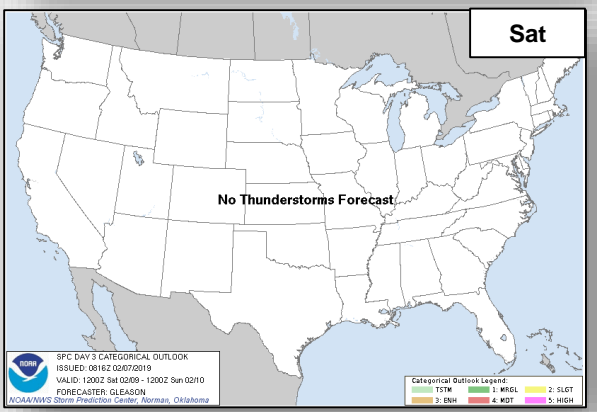 Sat
No Thunderstorms Forecast
NOAA
SPC DAY 3 CATEGORICAL OUTLOOK
ISSUED: 0816Z 02/07/2019
VALID: 1200Z Sat 02/09 - 1200Z Sun 02/10
FORECASTER: GLEASON
NOAA/NWS Storm Prediction Center, Norman, Oklahoma
Categorical Outlook Legend:
TSTM 1: MRGL 2: SLGT
3: ENH 4: MDT 5: HIGH